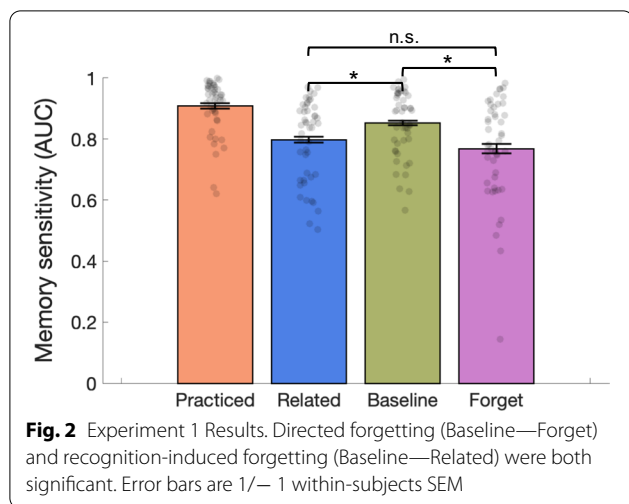 n.s.
*
*
1
0.8
0.6
0.4
0.2
0
Memory sensitivity (AUC)
Practiced Related Baseline Forget
Fig. 2 Experiment 1 Results. Directed forgetting (Baseline—Forget)
and recognition-induced forgetting (Baseline—Related) were both
significant. Error bars are 1/− 1 within-subjects SEM